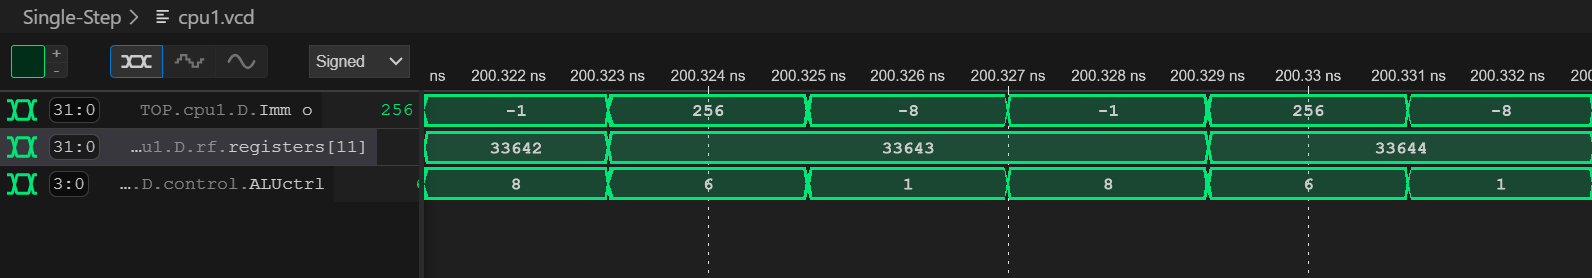 Single-Step > cpu1.vcd
+
-
Signed
ns 200.322 ns 200.323 ns 200.324 ns 200.325 ns 200.326 ns 200.327 ns 200.328 ns 200.329 ns 200.33 ns 200.331 ns 200.332 ns 200
31:0 TOP.cpu1.D.Imm o 256 -1 256 -8 -1 256 -8
31:0 …u1.D.rf.registers[11] 33642 33643 33644
3:0 ….D.control.ALUctrl 8 6 1 8 6 1